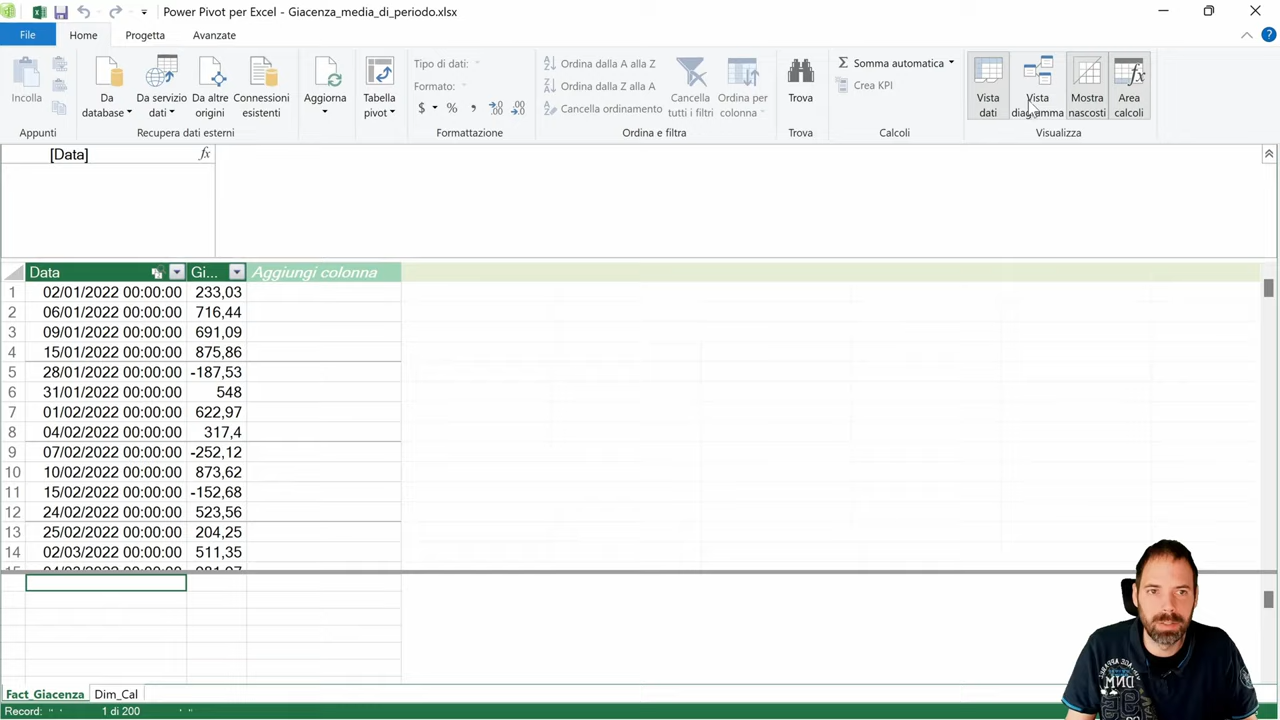 Power Pivot per Excel - Giacenza_media_di_periodo.xlsx
File
Home
Progetta
Avanzate
Incolla
Appunti
Da database
Da servizio dati
Da altre origini
Connessioni esistenti
Recupera dati esterni
Aggiorna
Tabella pivot
Tipo di dati:
Formato:
$ % ,
Formattazione
Ordina dalla A alla Z
Ordina dalla Z alla A
Cancella ordinamento
Cancella tutti i filtri
Ordina per colonna
Ordina e filtra
Trova
Trova
Somma automatica
Crea KPI
Calcoli
Vista dati
Vista diagramma
Mostra nascosti
Area calcoli
Visualizza
[Data]
fx
Data Gi... Aggiungi colonna
1 02/01/2022 00:00:00 233,03
2 06/01/2022 00:00:00 716,44
3 09/01/2022 00:00:00 691,09
4 15/01/2022 00:00:00 875,86
5 28/01/2022 00:00:00 -187,53
6 31/01/2022 00:00:00 548
7 01/02/2022 00:00:00 622,97
8 04/02/2022 00:00:00 317,4
9 07/02/2022 00:00:00 -252,12
10 10/02/2022 00:00:00 873,62
11 15/02/2022 00:00:00 -152,68
12 24/02/2022 00:00:00 523,56
13 25/02/2022 00:00:00 204,25
14 02/03/2022 00:00:00 511,35
Fact_Giacenza
Dim_Cal
Record: 1 di 200